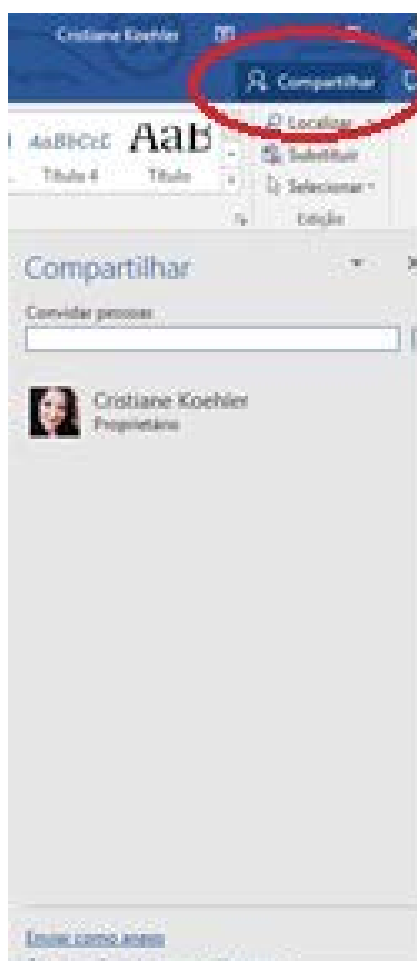 Cristiane Koehler
Compartilhar
AaBbCcE AaB
Título 4 Título
Localizar
Substituir
Selecionar
Edição
Compartilhar
Convidar pessoas
Cristiane Koehler
Proprietário
Enviar como anexo